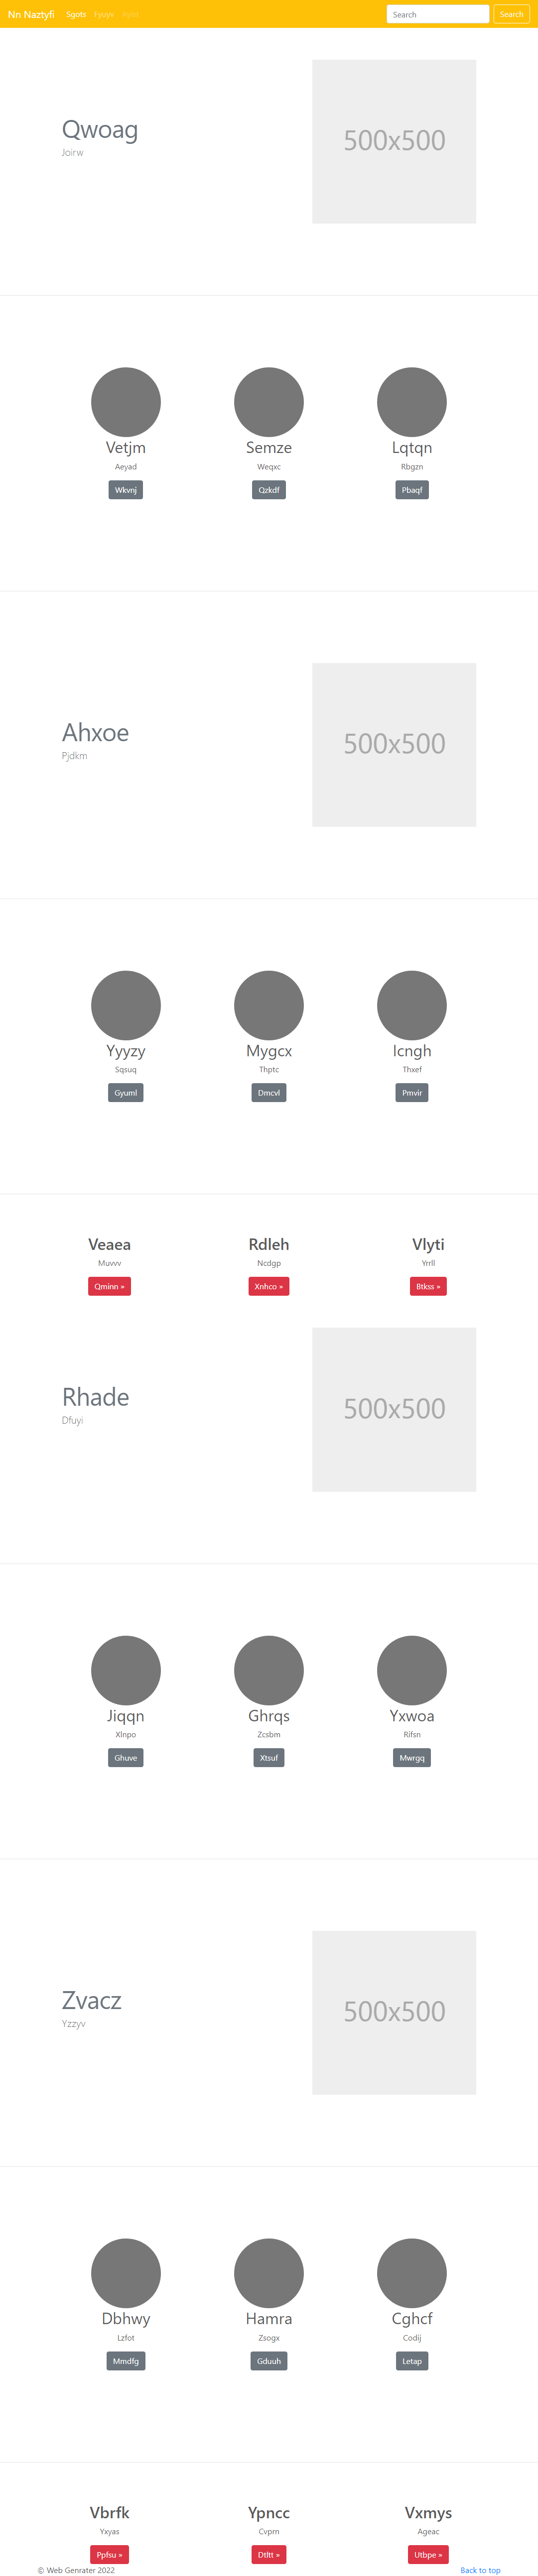 Nn Naztyfi Sgots Fyuyv Search Search
Qwoag
Joirw
500x500
Vetjm Semze Lqtqn
Aeyad Weqxc Rbgzn
Wkvnj Qzkdf Pbaqf
Ahxoe
Pjdkm
500x500
Yyyzy Mygcx Icngh
Sqsuq Thptc Thxef
Gyuml Dmcvl Pmvir
Veaea Rdleh Vlyti
Muvvv Ncdgp Yrrll
Qminn » Xnhco » Btkss »
Rhade
Dfuyi
500x500
Jiqqn Ghrqs Yxwoa
Xlnpo Zcsbm Rifsn
Ghuve Xtsuf Mwrgq
Zvacz
Yzzyv
500x500
Dbhwy Hamra Cghcf
Lzfot Zsogx Codij
Mmdfg Gduuh Letap
Vbrfk Ypncc Vxmys
Yxyas Cvprn Ageac
Ppfsu » Dtltt » Utbpe »
© Web Genrater 2022 Back to top